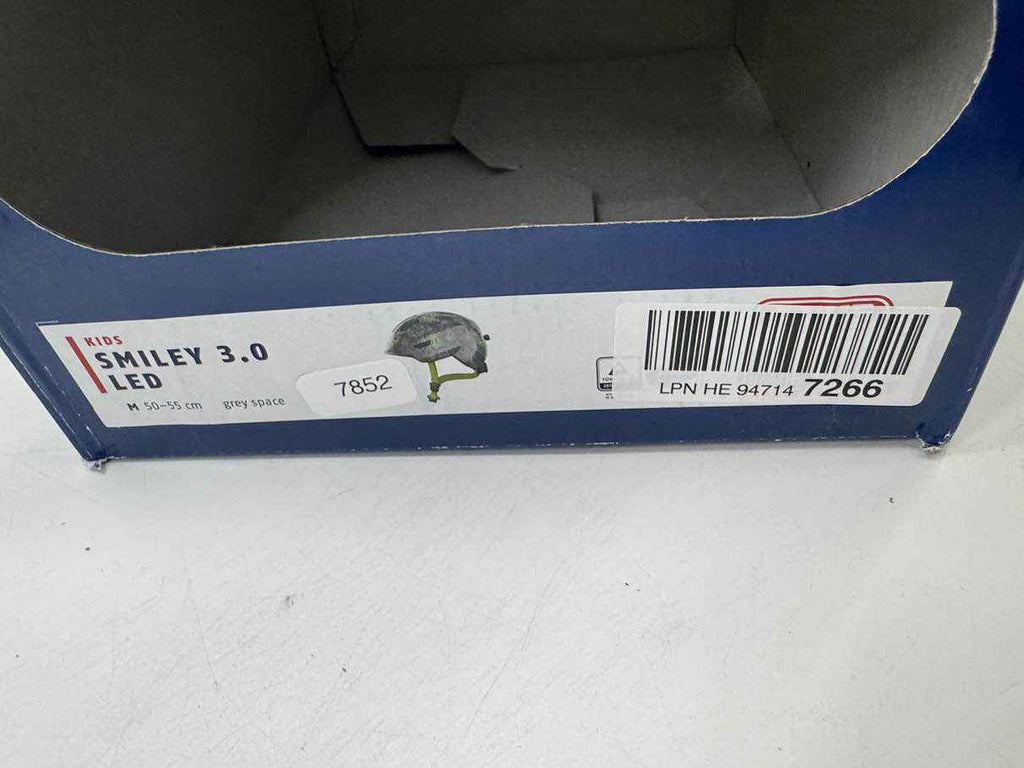 KIDS
SMILEY 3.0
LED
M 50–55 cm grey space
7852
LPN HE 94714 7266